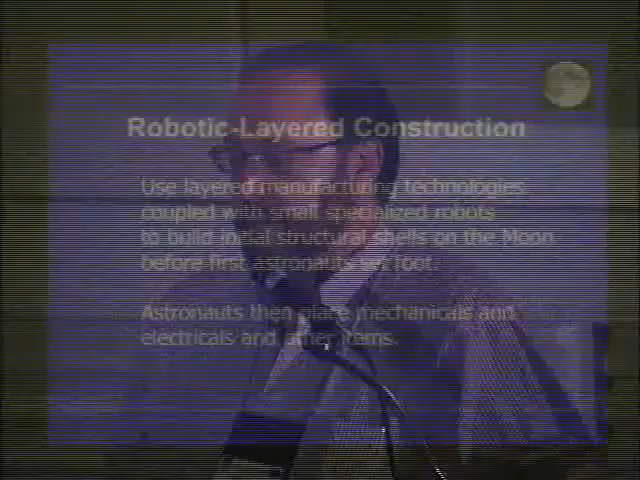 Robotic-Layered Construction
Use layered manufacturing technologies
coupled with small specialized robots
to build initial structural shells on the Moon
before first astronauts set foot.
Astronauts then place mechanicals and
electricals and other items.